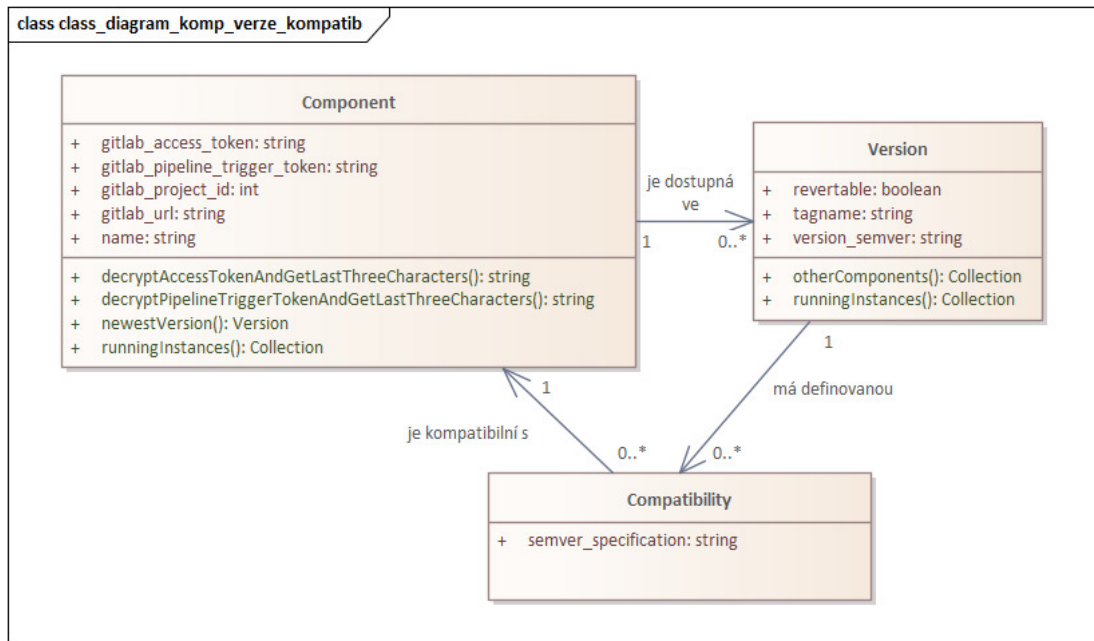 class class_diagram_komp_verze_kompatib
Component
+ gitlab_access_token: string
+ gitlab_pipeline_trigger_token: string
+ gitlab_project_id: int
+ gitlab_url: string
+ name: string
+ decryptAccessTokenAndGetLastThreeCharacters(): string
+ decryptPipelineTriggerTokenAndGetLastThreeCharacters(): string
+ newestVersion(): Version
+ runningInstances(): Collection
je dostupná
ve
1
0..*
Version
+ revertable: boolean
+ tagname: string
+ version_semver: string
+ otherComponents(): Collection
+ runningInstances(): Collection
1
má definovanou
0..*
1
je kompatibilní s
0..*
Compatibility
+ semver_specification: string